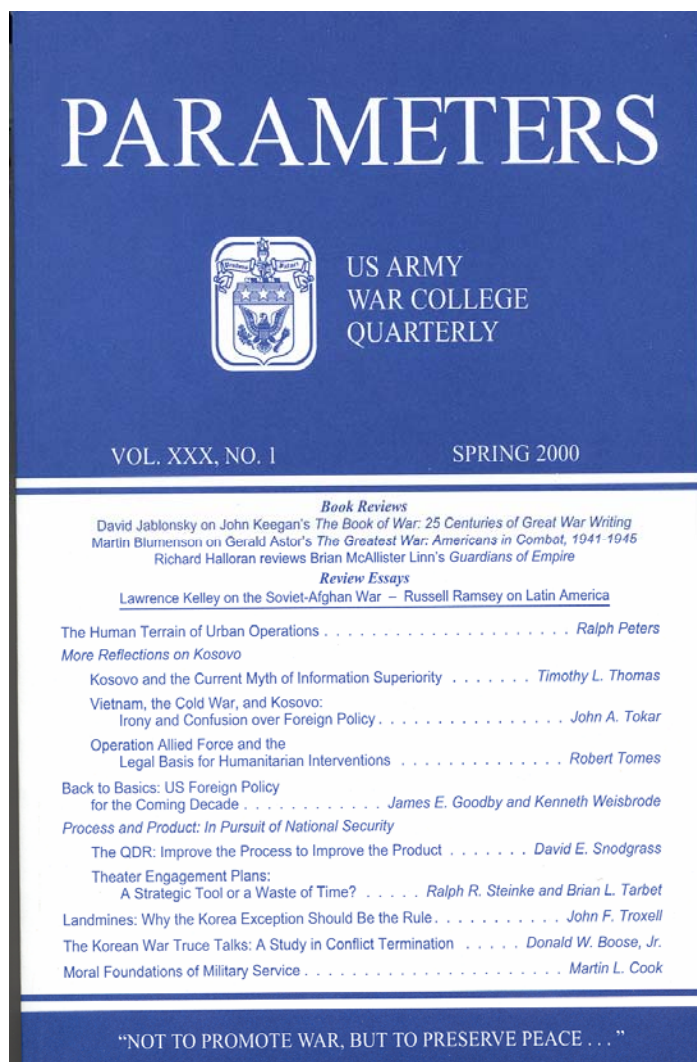 PARAMETERS
US ARMY
WAR COLLEGE
QUARTERLY
VOL. XXX, NO. 1 SPRING 2000
Book Reviews
David Jablonsky on John Keegan's The Book of War: 25 Centuries of Great War Writing
Martin Blumenson on Gerald Astor's The Greatest War: Americans in Combat, 1941-1945
Richard Halloran reviews Brian McAllister Linn's Guardians of Empire
Review Essays
Lawrence Kelley on the Soviet-Afghan War – Russell Ramsey on Latin America
The Human Terrain of Urban Operations . . . . . . . . . . . . . . . . . . . . . . Ralph Peters
More Reflections on Kosovo
Kosovo and the Current Myth of Information Superiority . . . . . . . Timothy L. Thomas
Vietnam, the Cold War, and Kosovo:
Irony and Confusion over Foreign Policy . . . . . . . . . . . . . . . . John A. Tokar
Operation Allied Force and the
Legal Basis for Humanitarian Interventions . . . . . . . . . . . . . . Robert Tomes
Back to Basics: US Foreign Policy
for the Coming Decade . . . . . . . . . . . . James E. Goodby and Kenneth Weisbrode
Process and Product: In Pursuit of National Security
The QDR: Improve the Process to Improve the Product . . . . . . . David E. Snodgrass
Theater Engagement Plans:
A Strategic Tool or a Waste of Time? . . . . . Ralph R. Steinke and Brian L. Tarbet
Landmines: Why the Korea Exception Should Be the Rule . . . . . . . . . . . John F. Troxell
The Korean War Truce Talks: A Study in Conflict Termination . . . . . Donald W. Boose, Jr.
Moral Foundations of Military Service . . . . . . . . . . . . . . . . . . . . . . Martin L. Cook
"NOT TO PROMOTE WAR, BUT TO PRESERVE PEACE . . ."